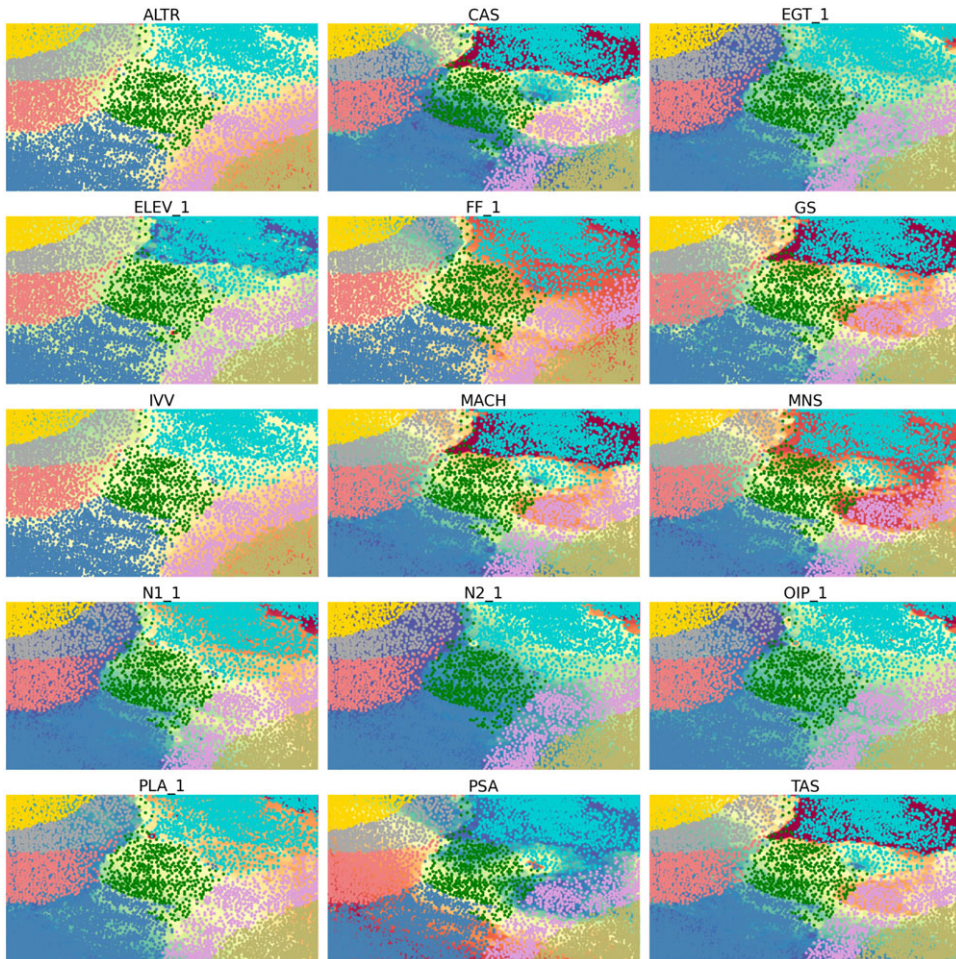 ALTR
CAS
EGT_1
ELEV_1
FF_1
GS
IVV
MACH
MNS
N1_1
N2_1
OIP_1
PLA_1
PSA
TAS